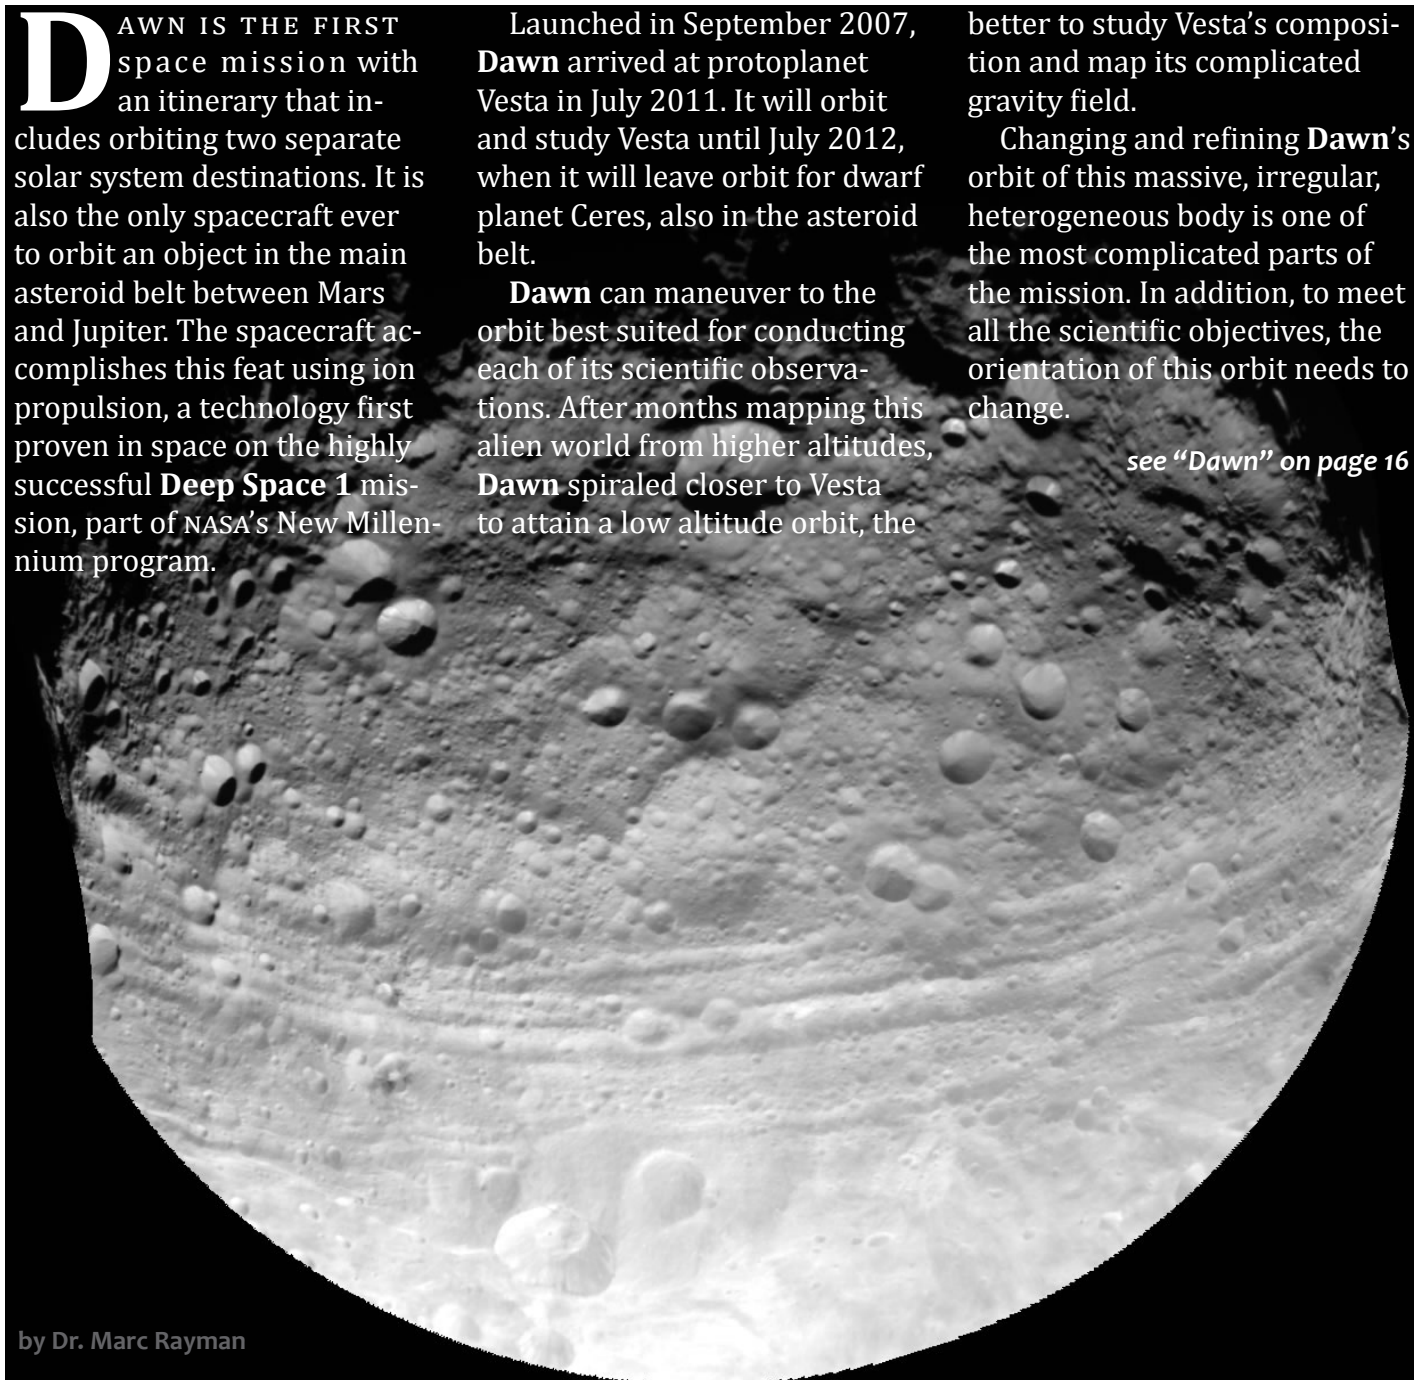 DAWN IS THE FIRST
space mission with
an itinerary that in-
cludes orbiting two separate
solar system destinations. It is
also the only spacecraft ever
to orbit an object in the main
asteroid belt between Mars
and Jupiter. The spacecraft ac-
complishes this feat using ion
propulsion, a technology first
proven in space on the highly
successful Deep Space 1 mis-
sion, part of NASA's New Millen-
nium program.
Launched in September 2007,
Dawn arrived at protoplanet
Vesta in July 2011. It will orbit
and study Vesta until July 2012,
when it will leave orbit for dwarf
planet Ceres, also in the asteroid
belt.
Dawn can maneuver to the
orbit best suited for conducting
each of its scientific observa-
tions. After months mapping this
alien world from higher altitudes,
Dawn spiraled closer to Vesta
to attain a low altitude orbit, the
better to study Vesta's composi-
tion and map its complicated
gravity field.
Changing and refining Dawn's
orbit of this massive, irregular,
heterogeneous body is one of
the most complicated parts of
the mission. In addition, to meet
all the scientific objectives, the
orientation of this orbit needs to
change.
see “Dawn” on page 16
by Dr. Marc Rayman